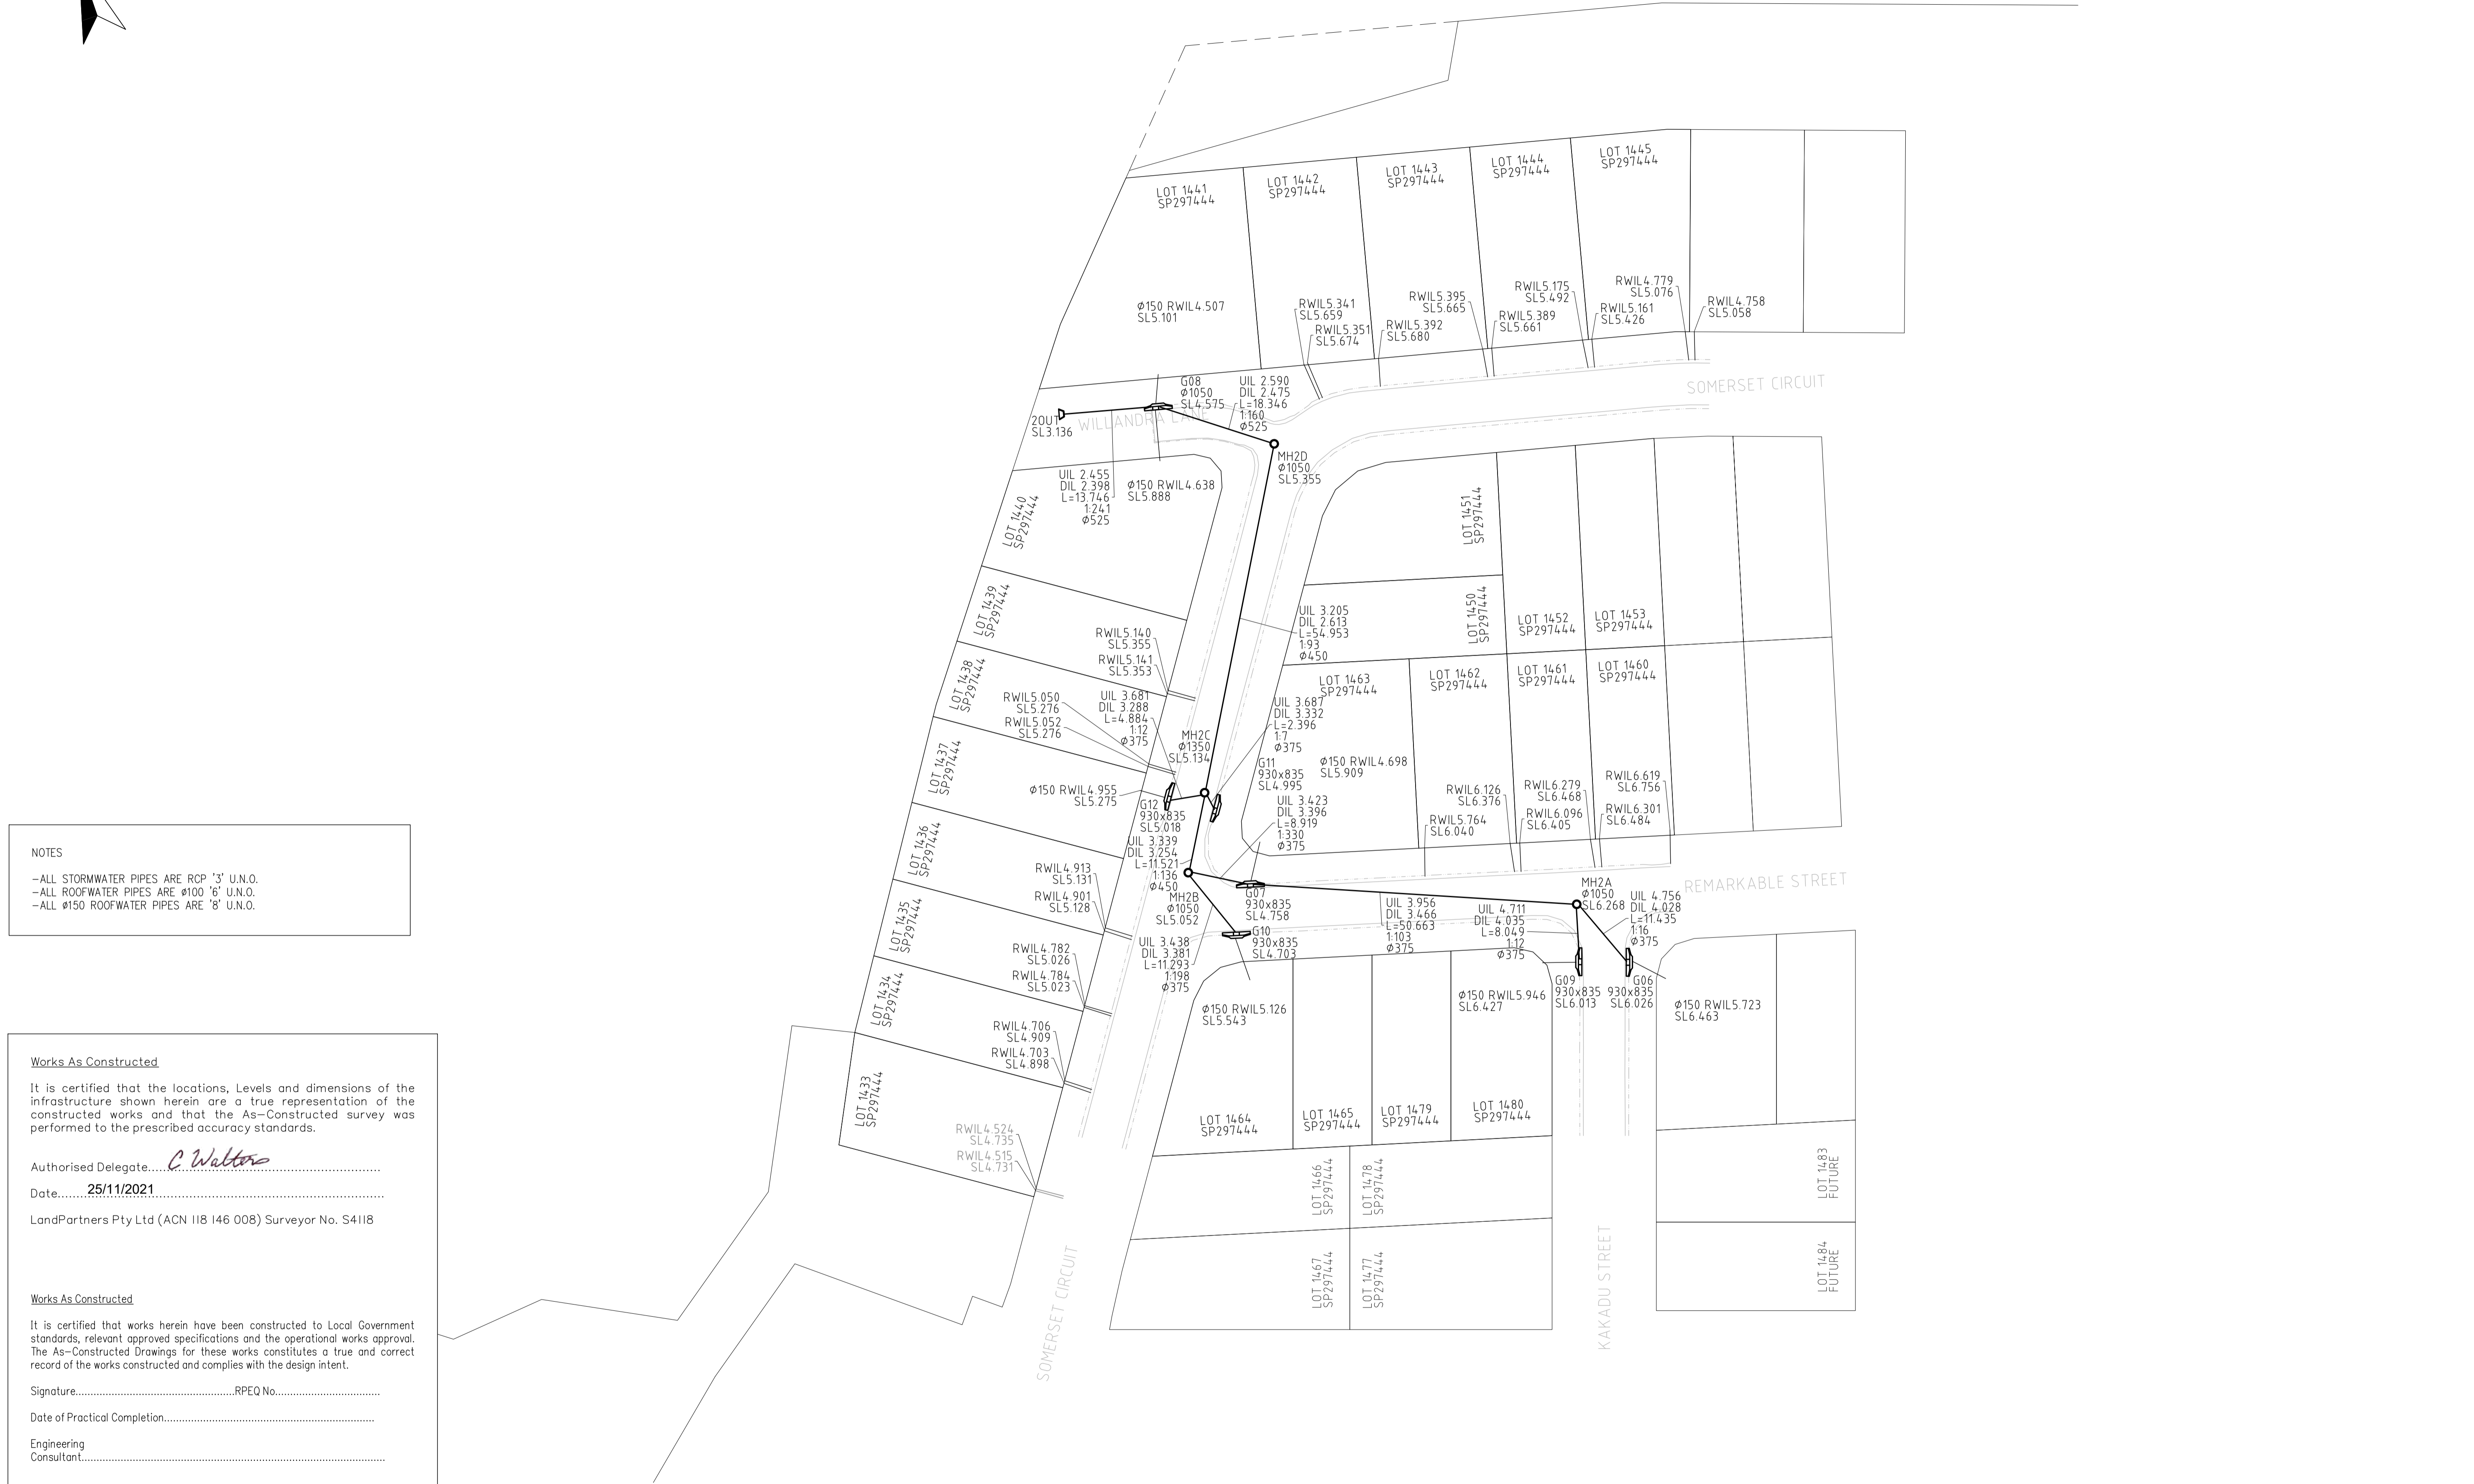 LOT 1441
SP297444
LOT 1442
SP297444
LOT 1443
SP297444
LOT 1444
SP297444
LOT 1445
SP297444
Ø150 RWIL4.507
SL5.101
RWIL5.341
SL5.659
RWIL5.351
SL5.674
RWIL5.395
SL5.665
RWIL5.392
SL5.680
RWIL5.175
SL5.492
RWIL5.389
SL5.661
RWIL4.779
SL5.076
RWIL5.161
SL5.426
RWIL4.758
SL5.058
SOMERSET CIRCUIT
G08
Ø1050
SL4.575
UIL 2.590
DIL 2.475
L=18.346
1:160
Ø525
2OUT
SL3.136
WILLANDRA LANE
MH2D
Ø1050
SL5.355
UIL 2.455
DIL 2.398
L=13.746
1:241
Ø525
Ø150 RWIL4.638
SL5.888
LOT 1440
SP297444
LOT 1451
SP297444
LOT 1439
SP297444
LOT 1450
SP297444
LOT 1452
SP297444
LOT 1453
SP297444
UIL 3.205
DIL 2.613
L=54.953
1:93
Ø450
RWIL5.140
SL5.355
RWIL5.141
SL5.353
LOT 1438
SP297444
LOT 1463
SP297444
LOT 1462
SP297444
LOT 1461
SP297444
LOT 1460
SP297444
RWIL5.050
SL5.276
RWIL5.052
SL5.276
UIL 3.681
DIL 3.288
L=4.884
1:12
Ø375
UIL 3.687
DIL 3.332
L=2.396
1:7
Ø375
MH2C
Ø1350
SL5.134
LOT 1437
SP297444
G11
930x835
SL4.995
Ø150 RWIL4.698
SL5.909
Ø150 RWIL4.955
SL5.275
G12
930x835
SL5.018
UIL 3.423
DIL 3.396
L=8.919
1:330
Ø375
RWIL6.126
SL6.376
RWIL5.764
SL6.040
RWIL6.279
SL6.468
RWIL6.096
SL6.405
RWIL6.619
SL6.756
RWIL6.301
SL6.484
LOT 1436
SP297444
UIL 3.339
DIL 3.254
L=11.521
1:136
Ø450
RWIL4.913
SL5.131
RWIL4.901
SL5.128
MH2B
Ø1050
SL5.052
G07
930x835
SL4.758
MH2A
Ø1050
SL6.268
REMARKABLE STREET
LOT 1435
SP297444
UIL 3.956
DIL 3.466
L=50.663
1:103
Ø375
UIL 4.711
DIL 4.035
L=8.049
1:12
Ø375
UIL 4.756
DIL 4.028
L=11.435
1:16
Ø375
RWIL4.782
SL5.026
RWIL4.784
SL5.023
UIL 3.438
DIL 3.381
L=11.293
1:198
Ø375
G10
930x835
SL4.703
G09
930x835
SL6.013
G06
930x835
SL6.026
LOT 1434
SP297444
RWIL4.706
SL4.909
RWIL4.703
SL4.898
Ø150 RWIL5.126
SL5.543
Ø150 RWIL5.946
SL6.427
Ø150 RWIL5.723
SL6.463
LOT 1433
SP297444
RWIL4.524
SL4.735
RWIL4.515
SL4.731
LOT 1464
SP297444
LOT 1465
SP297444
LOT 1479
SP297444
LOT 1480
SP297444
LOT 1466
SP297444
LOT 1478
SP297444
LOT 1483
FUTURE
LOT 1467
SP297444
LOT 1477
SP297444
LOT 1484
FUTURE
SOMERSET CIRCUIT
KAKADU STREET
NOTES
-ALL STORMWATER PIPES ARE RCP '3' U.N.O.
-ALL ROOFWATER PIPES ARE Ø100 '6' U.N.O.
-ALL Ø150 ROOFWATER PIPES ARE '8' U.N.O.
Works As Constructed
It is certified that the locations, Levels and dimensions of the
infrastructure shown herein are a true representation of the
constructed works and that the As-Constructed survey was
performed to the prescribed accuracy standards.
Authorised Delegate..... C Walters
Date..... 25/11/2021
LandPartners Pty Ltd (ACN 118 146 008) Surveyor No. S4118
Works As Constructed
It is certified that works herein have been constructed to Local Government
standards, relevant approved specifications and the operational works approval.
The As-Constructed Drawings for these works constitutes a true and correct
record of the works constructed and complies with the design intent.
Signature.....RPEQ No.....
Date of Practical Completion.....
Engineering
Consultant.....